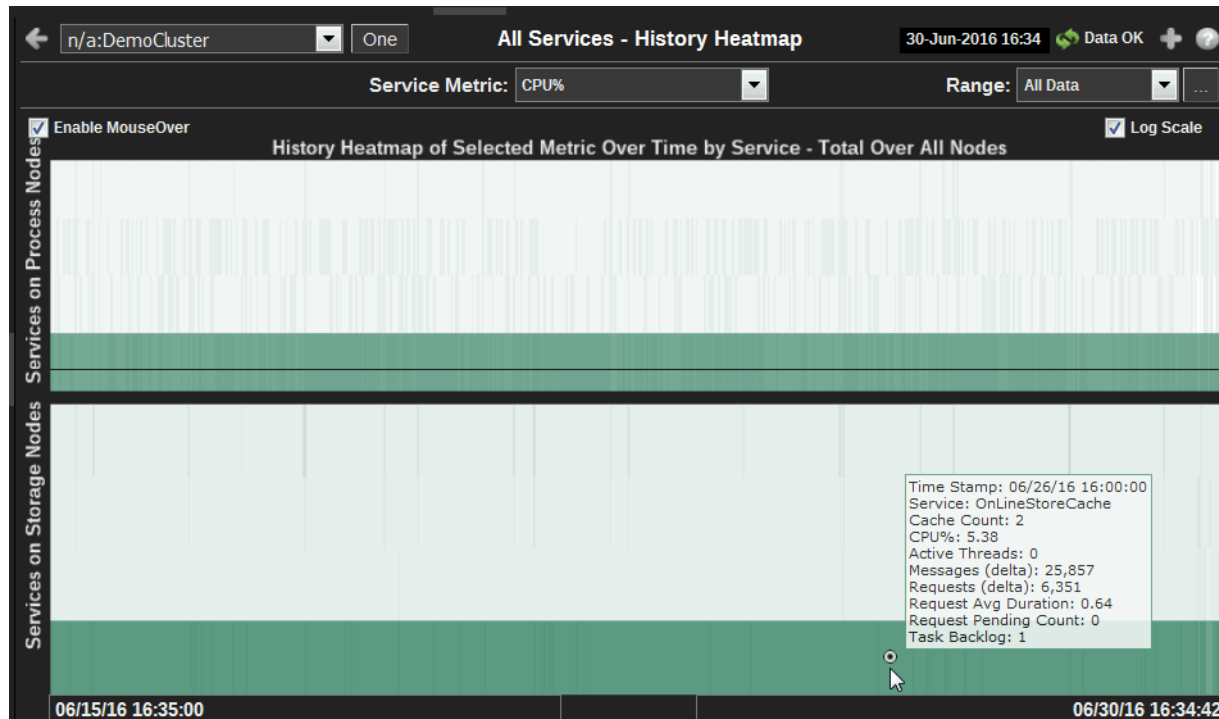 n/a:DemoCluster One All Services - History Heatmap 30-Jun-2016 16:34 Data OK
Service Metric: CPU% Range: All Data ...
Enable MouseOver Log Scale
History Heatmap of Selected Metric Over Time by Service - Total Over All Nodes
Services on Process Nodes
Services on Storage Nodes
Time Stamp: 06/26/16 16:00:00
Service: OnLineStoreCache
Cache Count: 2
CPU%: 5.38
Active Threads: 0
Messages (delta): 25,857
Requests (delta): 6,351
Request Avg Duration: 0.64
Request Pending Count: 0
Task Backlog: 1
06/15/16 16:35:00 06/30/16 16:34:42